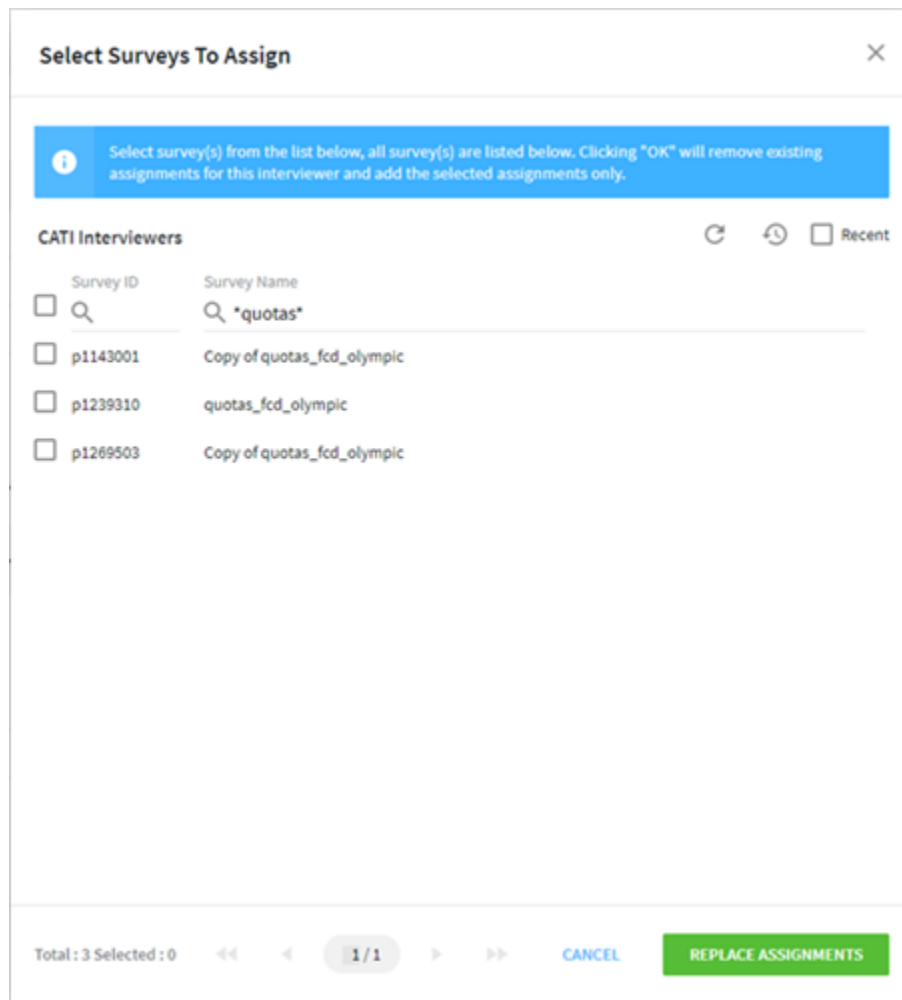 Select Surveys To Assign
Select survey(s) from the list below, all survey(s) are listed below. Clicking "OK" will remove existing
assignments for this interviewer and add the selected assignments only.
CATI Interviewers
Recent
Survey ID Survey Name
*quotas*
p1143001 Copy of quotas_fcd_olympic
p1239310 quotas_fcd_olympic
p1269503 Copy of quotas_fcd_olympic
Total : 3 Selected : 0 1 / 1 CANCEL REPLACE ASSIGNMENTS